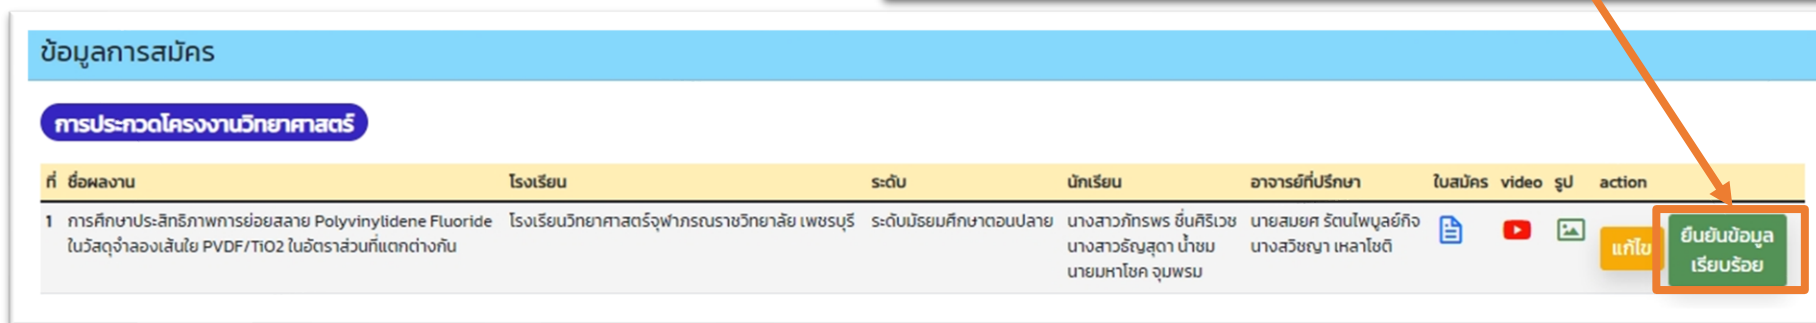 ข้อมูลการสมัคร
การประกวดโครงงานวิทยาศาสตร์
ที่ ชื่อผลงาน โรงเรียน ระดับ นักเรียน อาจารย์ที่ปรึกษา ใบสมัคร video รูป action
1 การศึกษาประสิทธิภาพการย่อยสลาย Polyvinylidene Fluoride โรงเรียนวิทยาศาสตร์จุฬาภรณราชวิทยาลัย เพชรบุรี ระดับมัธยมศึกษาตอนปลาย นางสาวภัทรพร ชื่นศิริเวช นายสมยศ รัตนไพบูลย์กิจ
ในวัสดุจำลองเส้นใย PVDF/TiO2 ในอัตราส่วนที่แตกต่างกัน นางสาวธัญสุดา น้ำชม นางสวิชญา เหลาโชติ
นายมหาโชค จุมพรม
แก้ไข
ยืนยันข้อมูล
เรียบร้อย